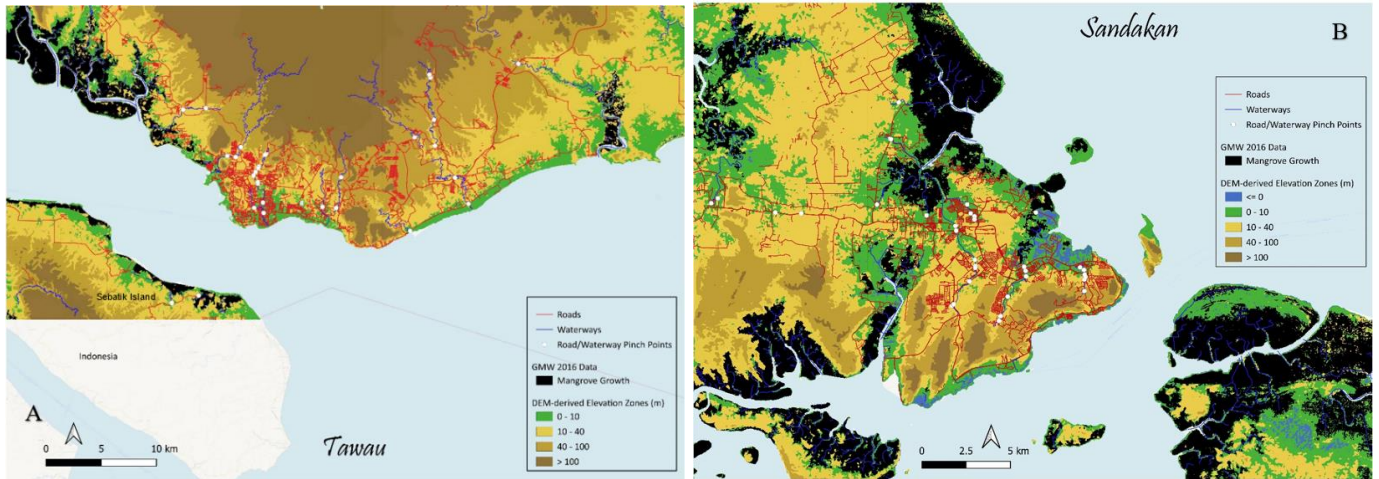 Sebatik Island
Indonesia
A
0 5 10 km
Tawau
Roads
Waterways
Road/Waterway Pinch Points
GMW 2016 Data
Mangrove Growth
DEM-derived Elevation Zones (m)
0 - 10
10 - 40
40 - 100
> 100
Sandakan
B
Roads
Waterways
Road/Waterway Pinch Points
GMW 2016 Data
Mangrove Growth
DEM-derived Elevation Zones (m)
<= 0
0 - 10
10 - 40
40 - 100
> 100
0 2.5 5 km